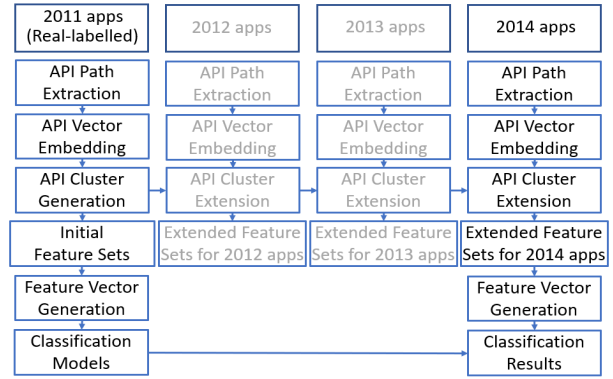 2011 apps
(Real-labelled)
API Path
Extraction
API Vector
Embedding
API Cluster
Generation
Initial
Feature Sets
Feature Vector
Generation
Classification
Models
2012 apps
API Path
Extraction
API Vector
Embedding
API Cluster
Extension
Extended Feature
Sets for 2012 apps
2013 apps
API Path
Extraction
API Vector
Embedding
API Cluster
Extension
Extended Feature
Sets for 2013 apps
2014 apps
API Path
Extraction
API Vector
Embedding
API Cluster
Extension
Extended Feature
Sets for 2014 apps
Feature Vector
Generation
Classification
Results